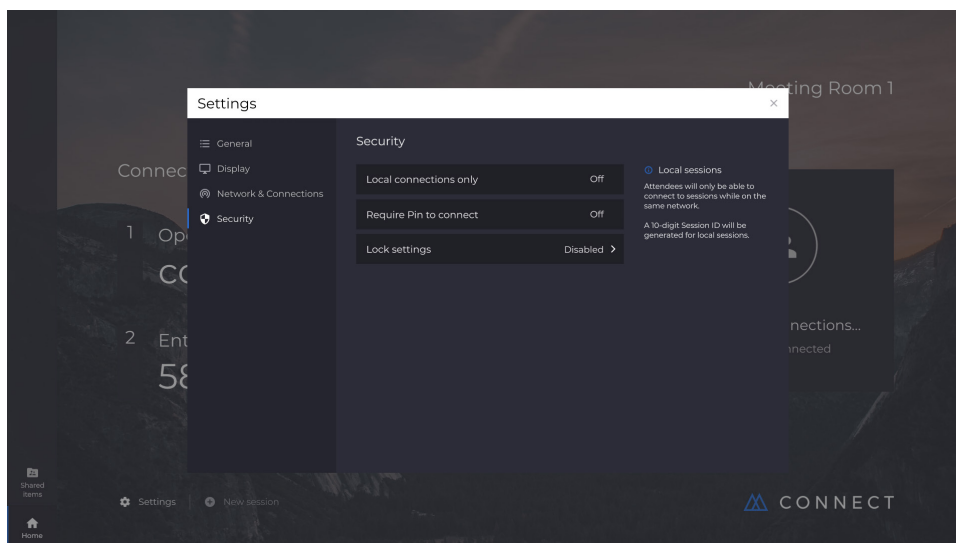 Meeting Room 1
Settings
General
Display
Network & Connections
Security
Security
Local connections only Off
Require Pin to connect Off
Lock settings Disabled
Local sessions
Attendees will only be able to
connect to sessions while on the
same network.
A 10-digit Session ID will be
generated for local sessions.
Connec
1 Op
co
2 Ent
58
nections...
nnected
Shared
items
Home
Settings
New session
CONNECT